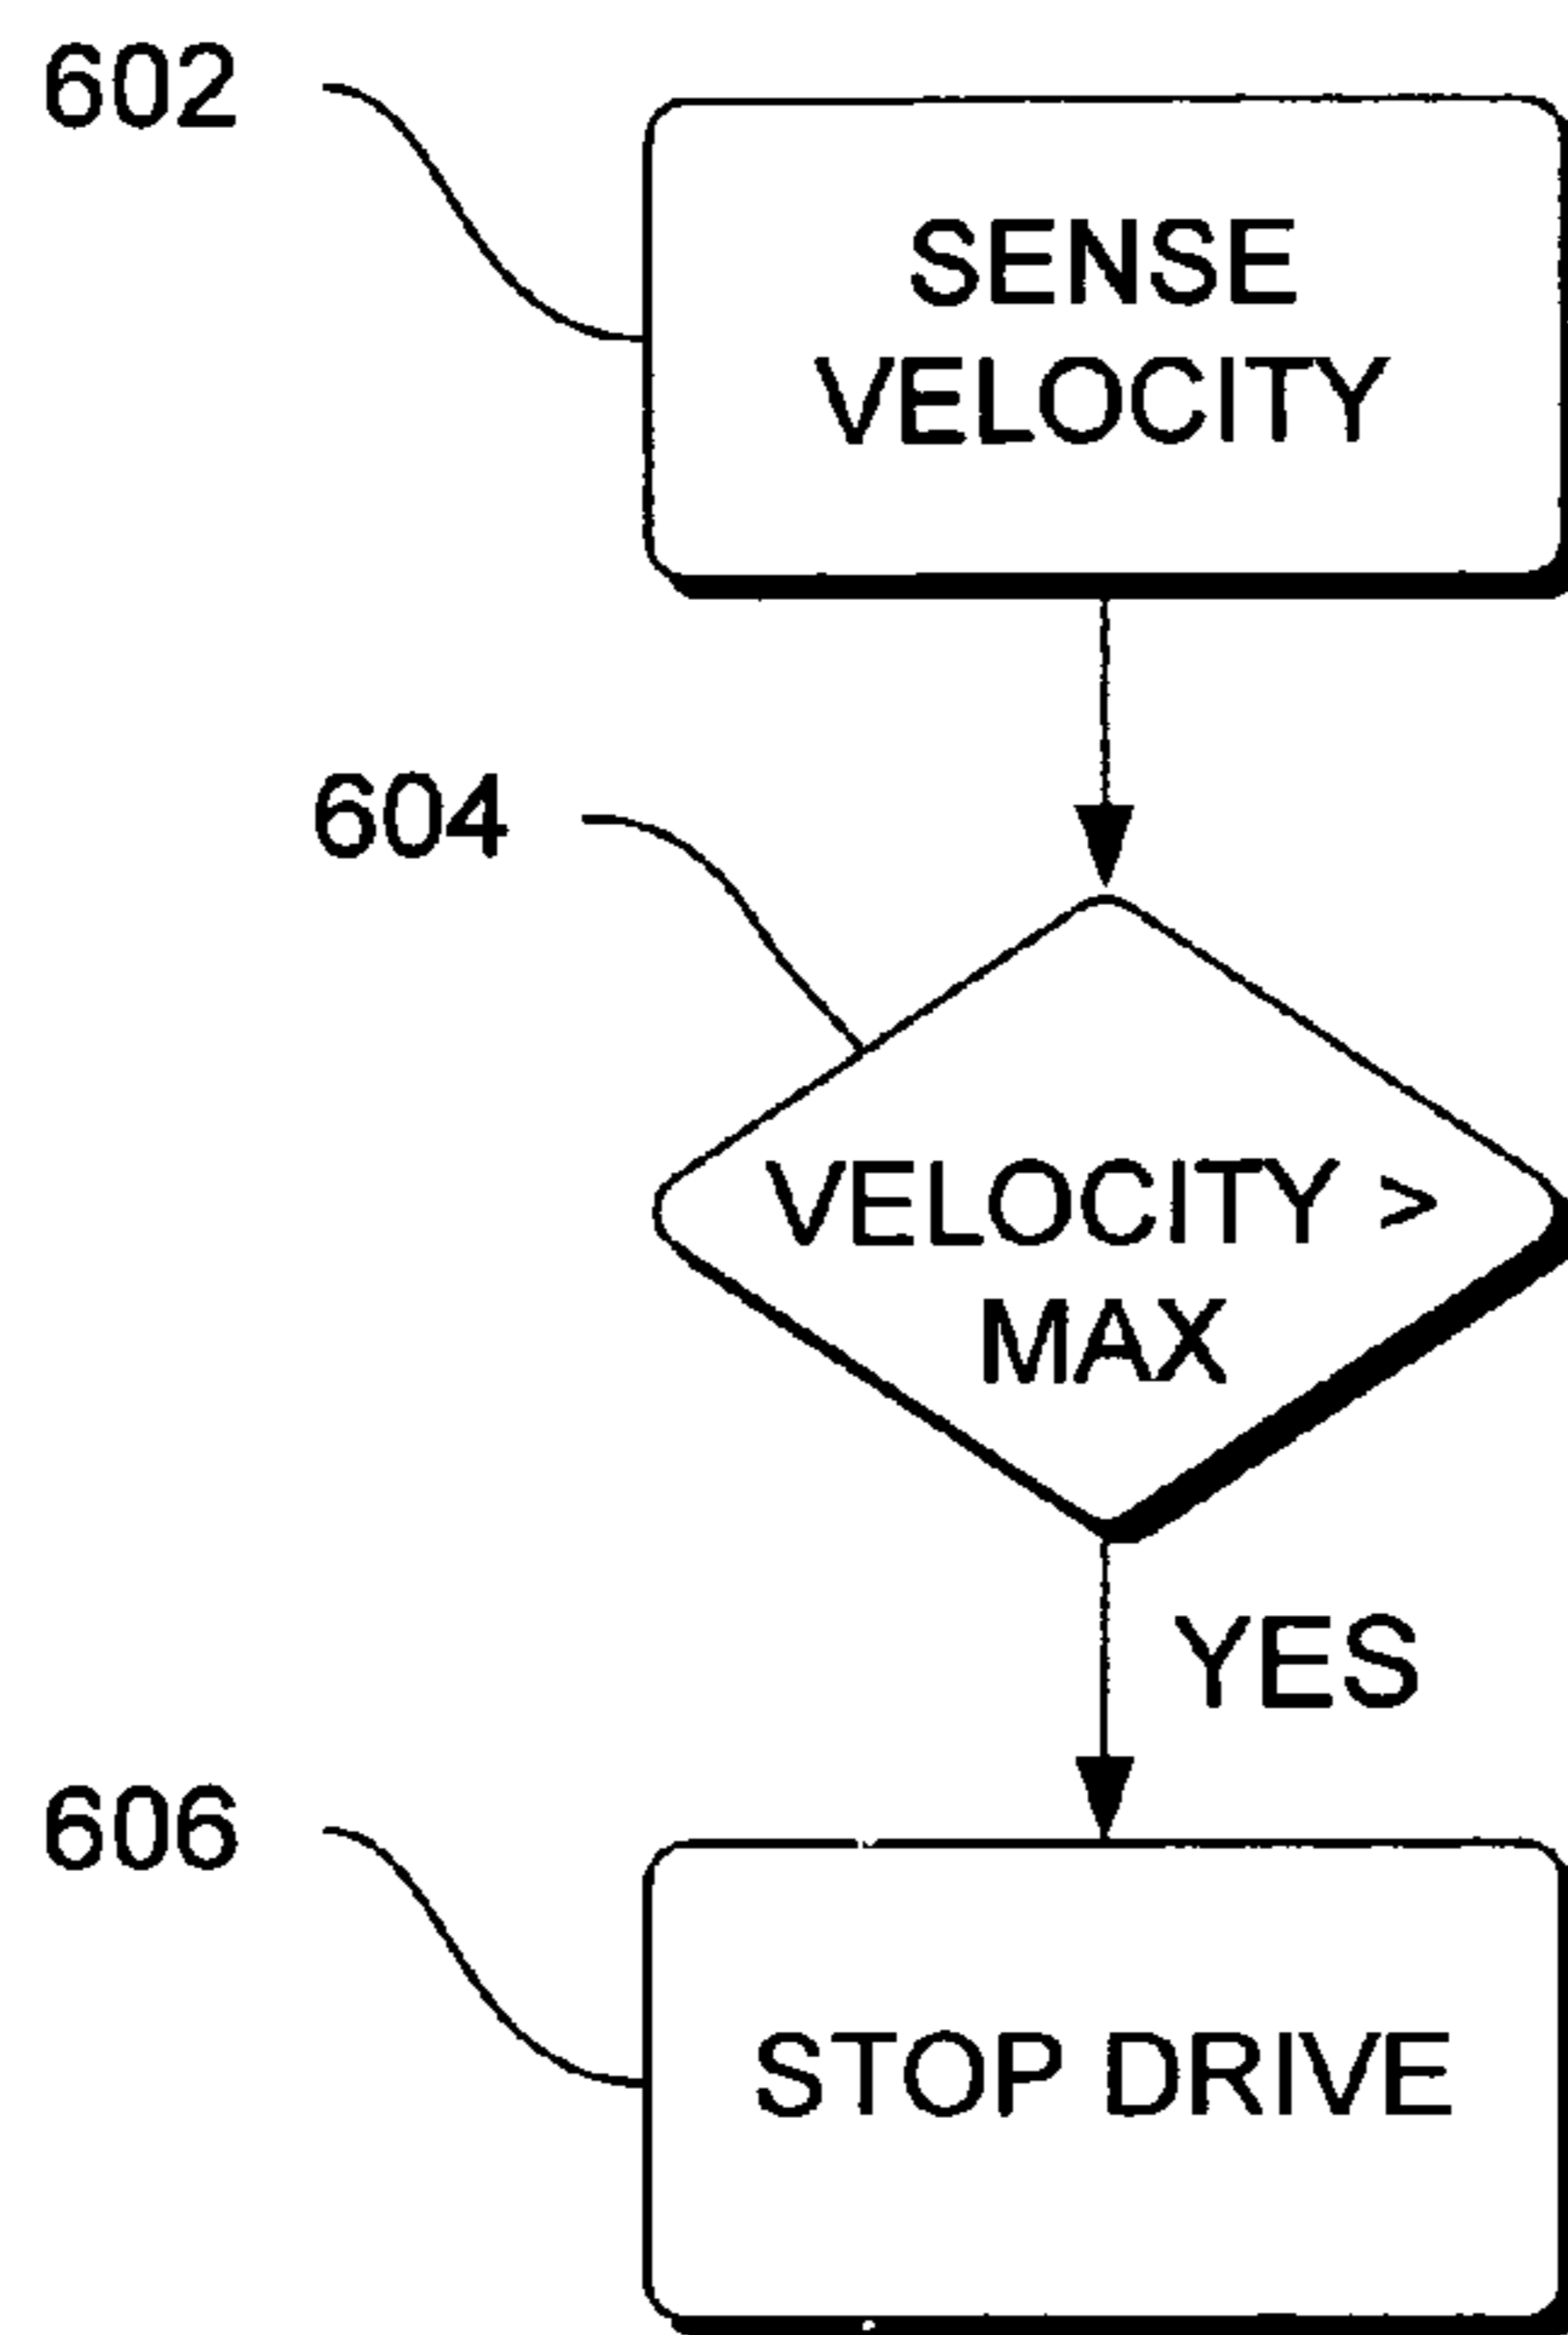 602
SENSE
VELOCITY
604
VELOCITY >
MAX
YES
606
STOP DRIVE